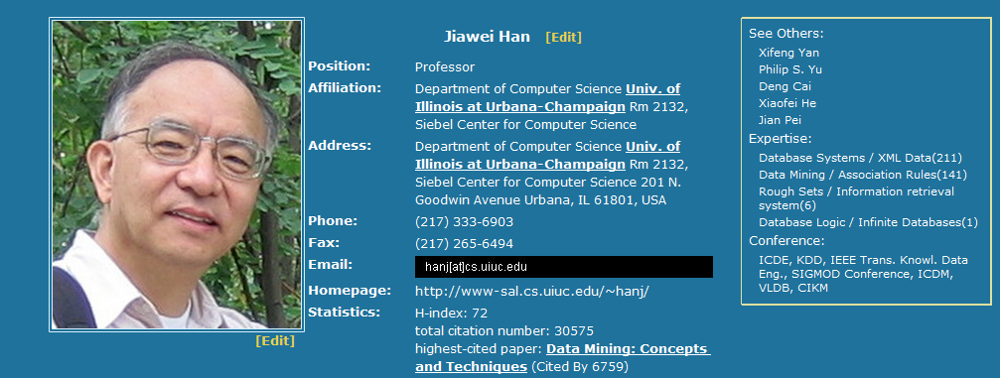 Jiawei Han [Edit]
Position: Professor
Affiliation: Department of Computer Science Univ. of
Illinois at Urbana-Champaign Rm 2132,
Siebel Center for Computer Science
Address: Department of Computer Science Univ. of
Illinois at Urbana-Champaign Rm 2132,
Siebel Center for Computer Science 201 N.
Goodwin Avenue Urbana, IL 61801, USA
Phone: (217) 333-6903
Fax: (217) 265-6494
Email: hanj[at]cs.uiuc.edu
Homepage: http://www-sal.cs.uiuc.edu/~hanj/
Statistics: H-index: 72
total citation number: 30575
highest-cited paper: Data Mining: Concepts
and Techniques (Cited By 6759)
[Edit]
See Others:
Xifeng Yan
Philip S. Yu
Deng Cai
Xiaofei He
Jian Pei
Expertise:
Database Systems / XML Data(211)
Data Mining / Association Rules(141)
Rough Sets / Information retrieval
system(6)
Database Logic / Infinite Databases(1)
Conference:
ICDE, KDD, IEEE Trans. Knowl. Data
Eng., SIGMOD Conference, ICDM,
VLDB, CIKM